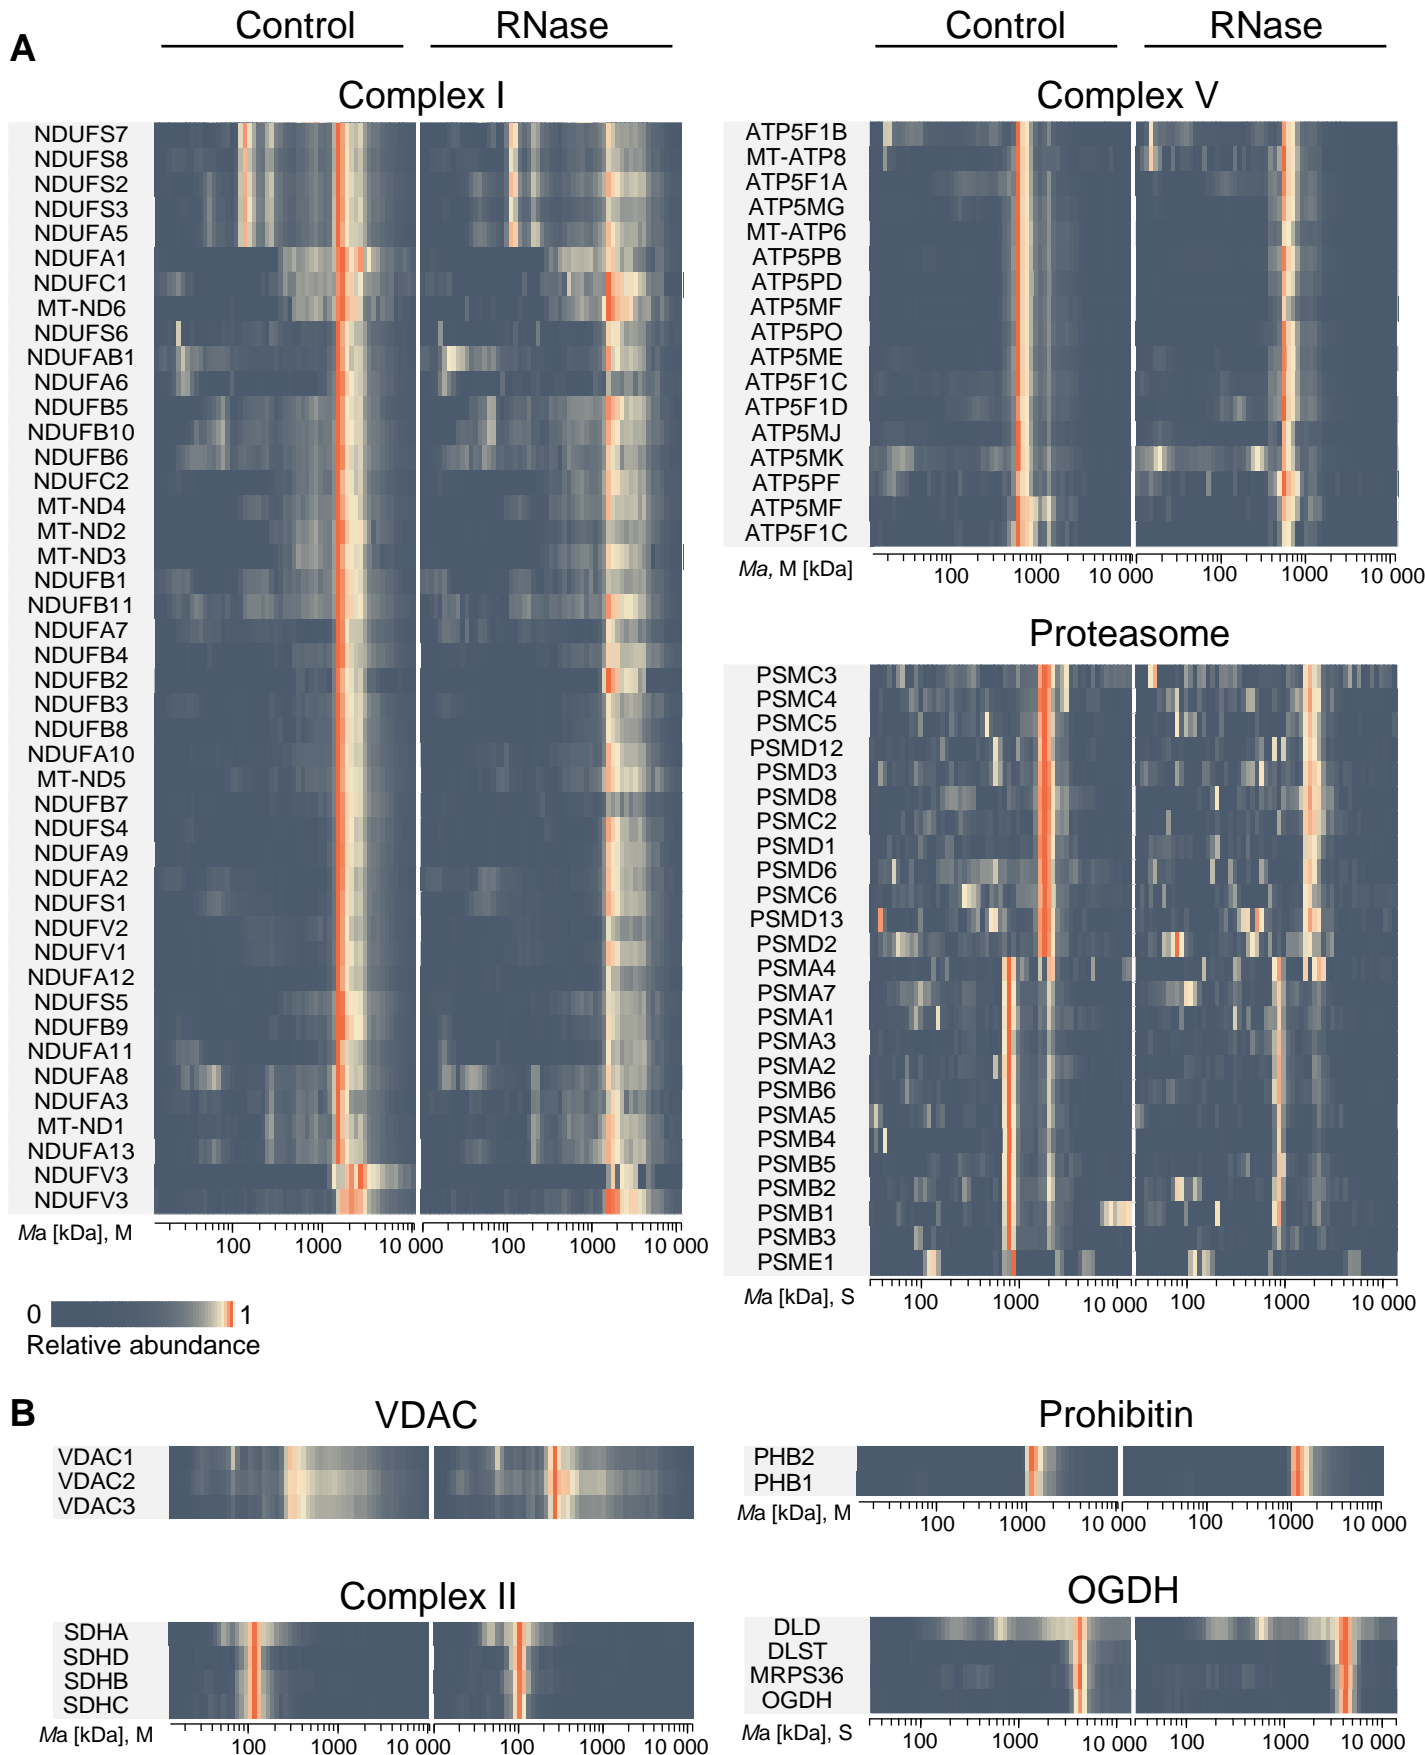 A
Control
RNase
Control
RNase
Complex I
NDUFS7
NDUFS8
NDUFS2
NDUFS3
NDUFA5
NDUFA1
NDUFC1
MT-ND6
NDUFS6
NDUFAB1
NDUFA6
NDUFB5
NDUFB10
NDUFB6
NDUFC2
MT-ND4
MT-ND2
MT-ND3
NDUFB1
NDUFB11
NDUFA7
NDUFB4
NDUFB2
NDUFB3
NDUFB8
NDUFA10
MT-ND5
NDUFB7
NDUFS4
NDUFA9
NDUFA2
NDUFS1
NDUFV2
NDUFV1
NDUFA12
NDUFS5
NDUFB9
NDUFA11
NDUFA8
NDUFA3
MT-ND1
NDUFA13
NDUFV3
NDUFV3
Ma [kDa], M
100 1000 10 000 100 1000 10 000
0 1
Relative abundance
Complex V
ATP5F1B
MT-ATP8
ATP5F1A
ATP5MG
MT-ATP6
ATP5PB
ATP5PD
ATP5MF
ATP5PO
ATP5ME
ATP5F1C
ATP5F1D
ATP5MJ
ATP5MK
ATP5PF
ATP5MF
ATP5F1C
Ma, M [kDa]
100 1000 10 000 100 1000 10 000
Proteasome
PSMC3
PSMC4
PSMC5
PSMD12
PSMD3
PSMD8
PSMC2
PSMD1
PSMD6
PSMC6
PSMD13
PSMD2
PSMA4
PSMA7
PSMA1
PSMA3
PSMA2
PSMB6
PSMA5
PSMB4
PSMB5
PSMB2
PSMB1
PSMB3
PSME1
Ma [kDa], S
100 1000 10 000 100 1000 10 000
B
VDAC
VDAC1
VDAC2
VDAC3
Prohibitin
PHB2
PHB1
Ma [kDa], M
100 1000 10 000 100 1000 10 000
Complex II
SDHA
SDHD
SDHB
SDHC
Ma [kDa], M
100 1000 10 000 100 1000 10 000
OGDH
DLD
DLST
MRPS36
OGDH
Ma [kDa], S
100 1000 10 000 100 1000 10 000